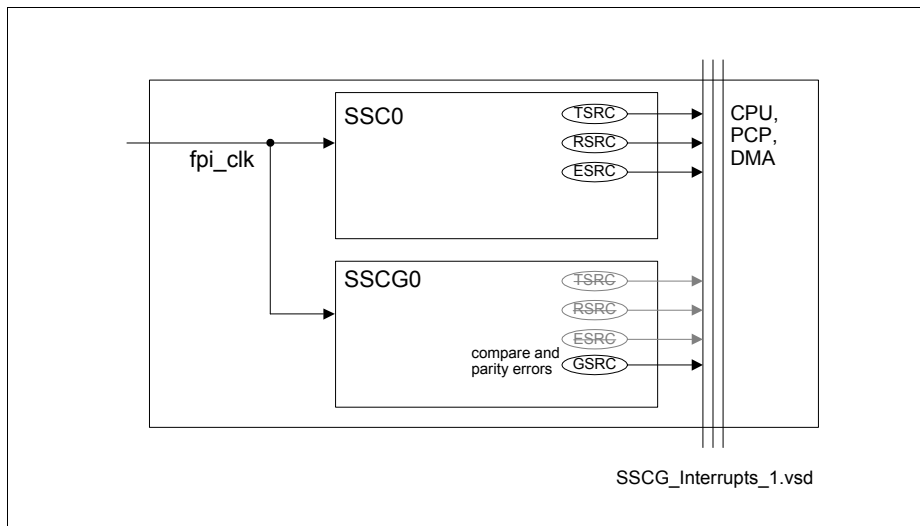 SSC0
TSRC
RSRC
ESRC
CPU,
PCP,
DMA
fpi_clk
SSCG0
TSRC
RSRC
ESRC
compare and
parity errors
GSRC
SSCG_Interrupts_1.vsd